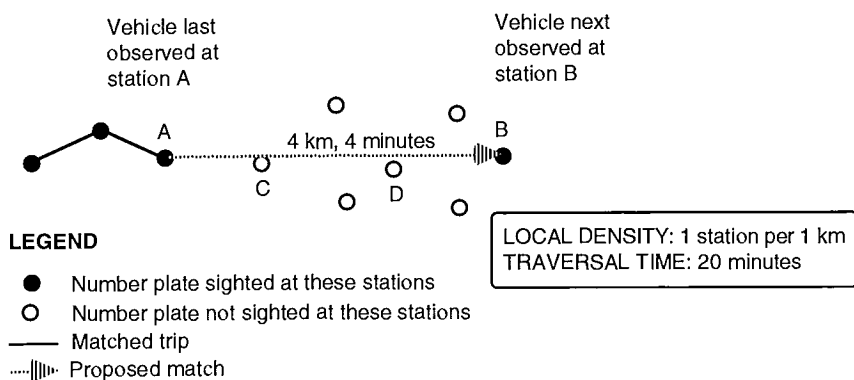 Vehicle last
observed at
station A
Vehicle next
observed at
station B
A
4 km, 4 minutes
B
C
D
LEGEND
Number plate sighted at these stations
Number plate not sighted at these stations
Matched trip
Proposed match
LOCAL DENSITY: 1 station per 1 km
TRAVERSAL TIME: 20 minutes